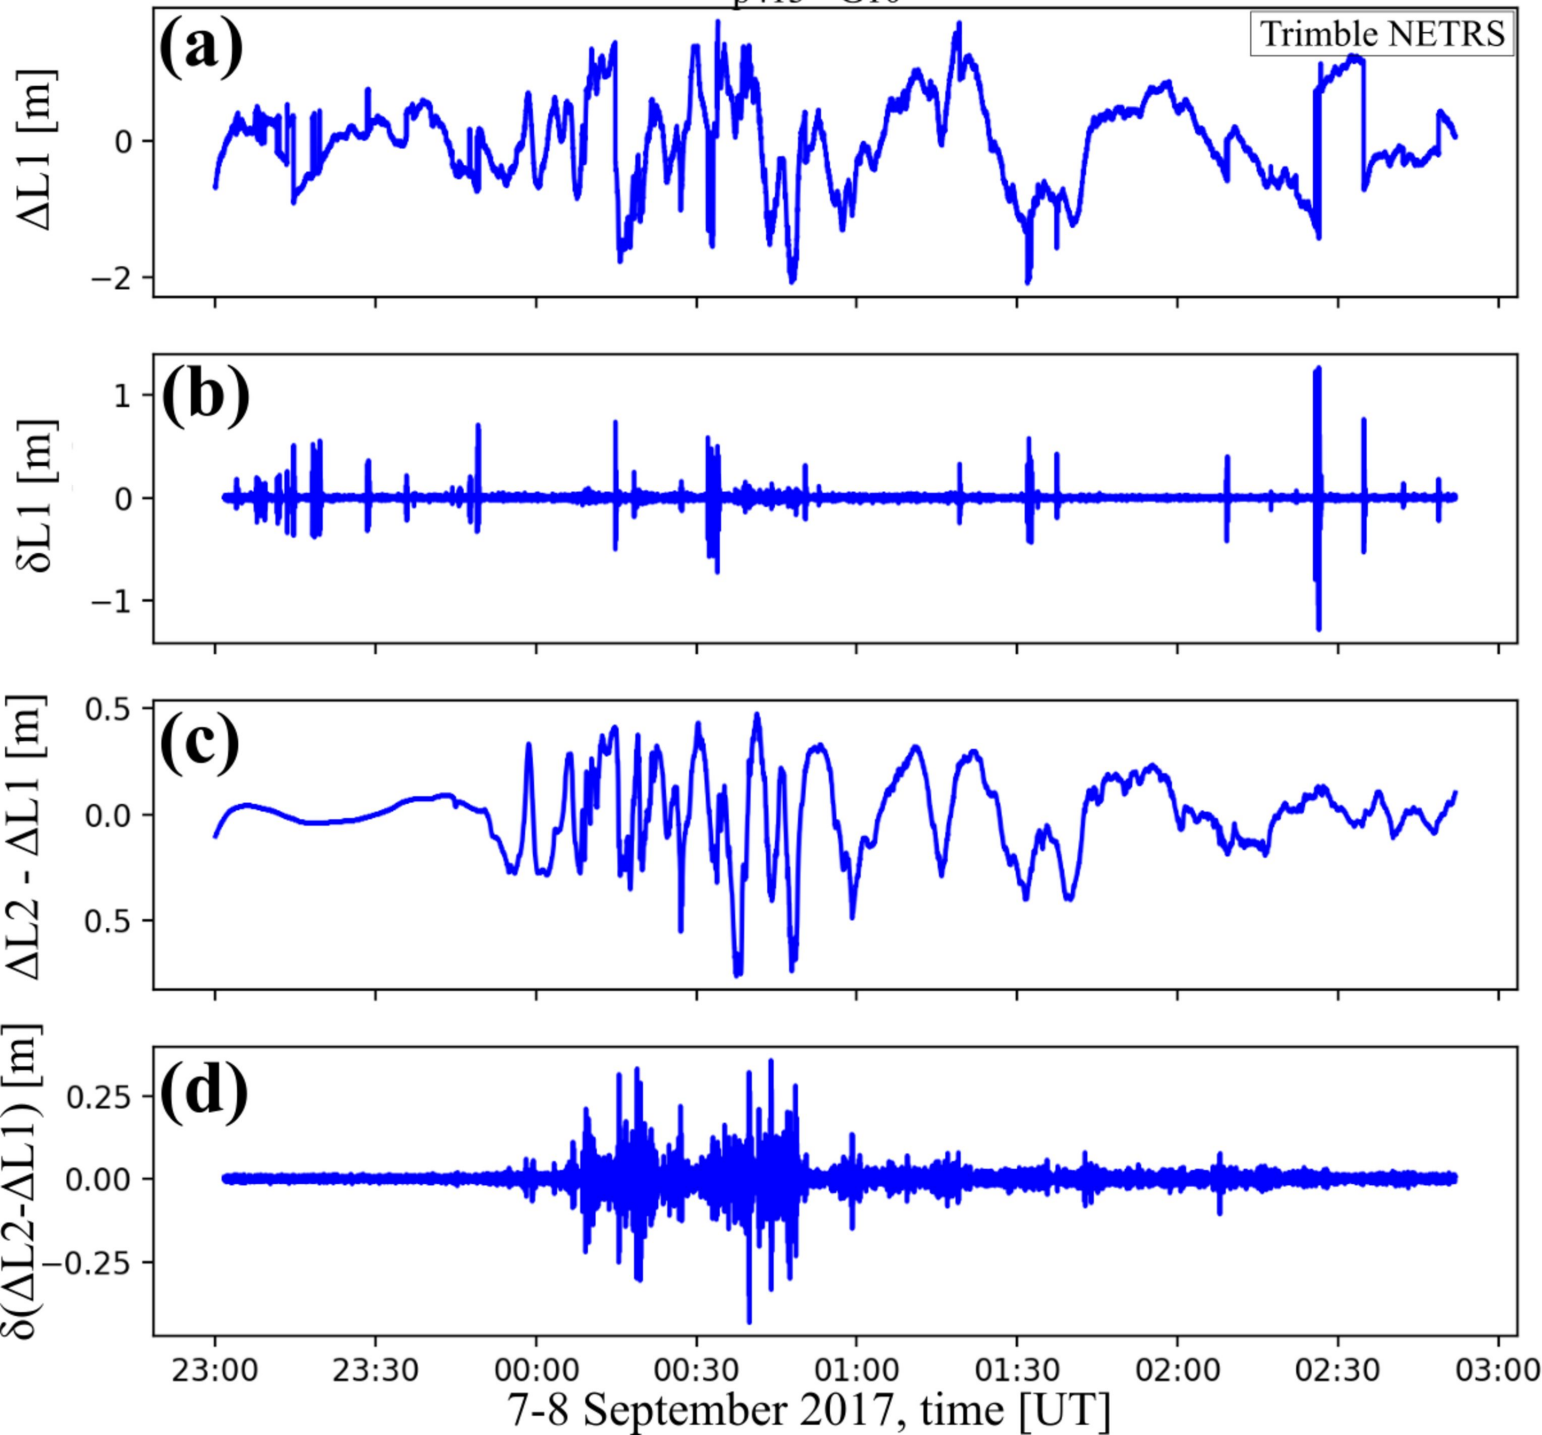 (a)
Trimble NETRS
ΔL1 [m]
0
−2
(b)
δL1 [m]
1
0
−1
(c)
ΔL2 - ΔL1 [m]
0.5
0.0
0.5
(d)
δ(ΔL2-ΔL1) [m]
0.25
0.00
−0.25
23:00 23:30 00:00 00:30 01:00 01:30 02:00 02:30 03:00
7-8 September 2017, time [UT]